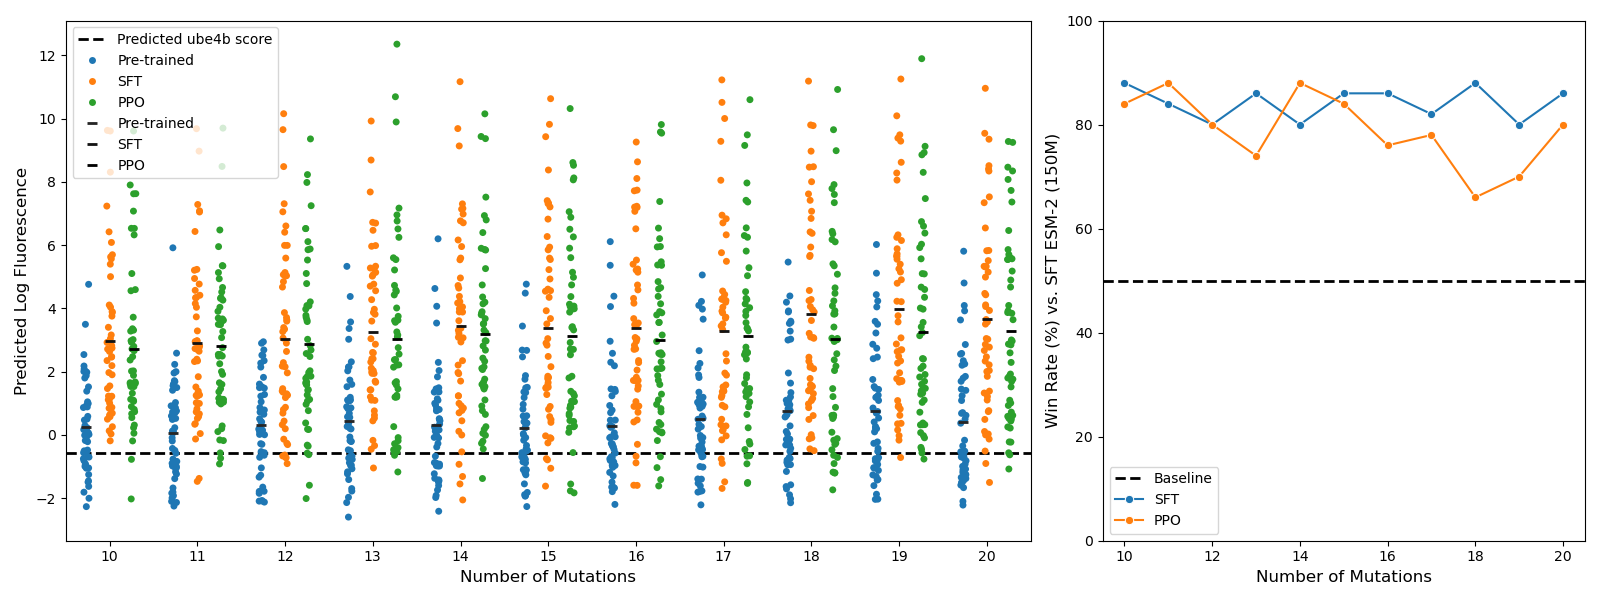 12
10
8
6
4
2
0
−2
Predicted Log Fluorescence
Predicted ube4b score
Pre-trained
SFT
PPO
Pre-trained
SFT
PPO
10 11 12 13 14 15 16 17 18 19 20
Number of Mutations
100
80
60
40
20
0
Win Rate (%) vs. SFT ESM-2 (150M)
Baseline
SFT
PPO
10 12 14 16 18 20
Number of Mutations